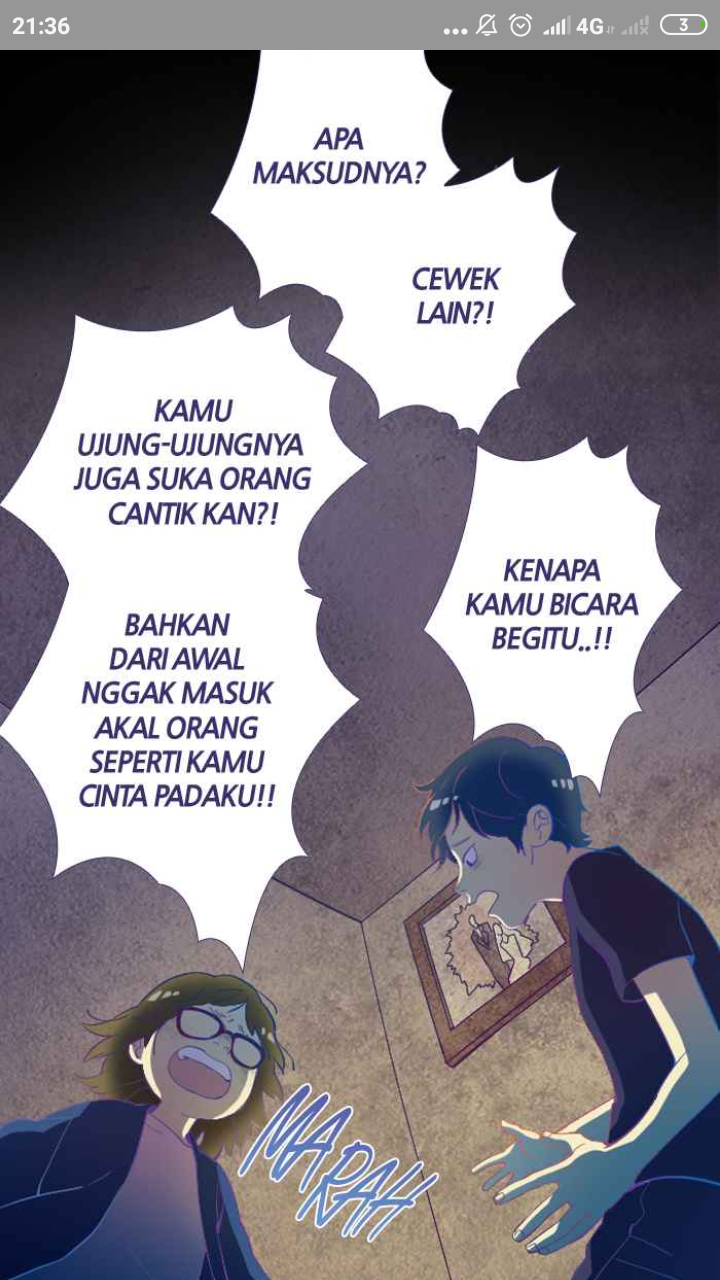 21:36
4G
3
APA
MAKSUDNYA?
CEWEK
LAIN?!
KAMU
UJUNG-UJUNGNYA
JUGA SUKA ORANG
CANTIK KAN?!
BAHKAN
DARI AWAL
NGGAK MASUK
AKAL ORANG
SEPERTI KAMU
CINTA PADAKU!!
KENAPA
KAMU BICARA
BEGITU..!!
MARAH